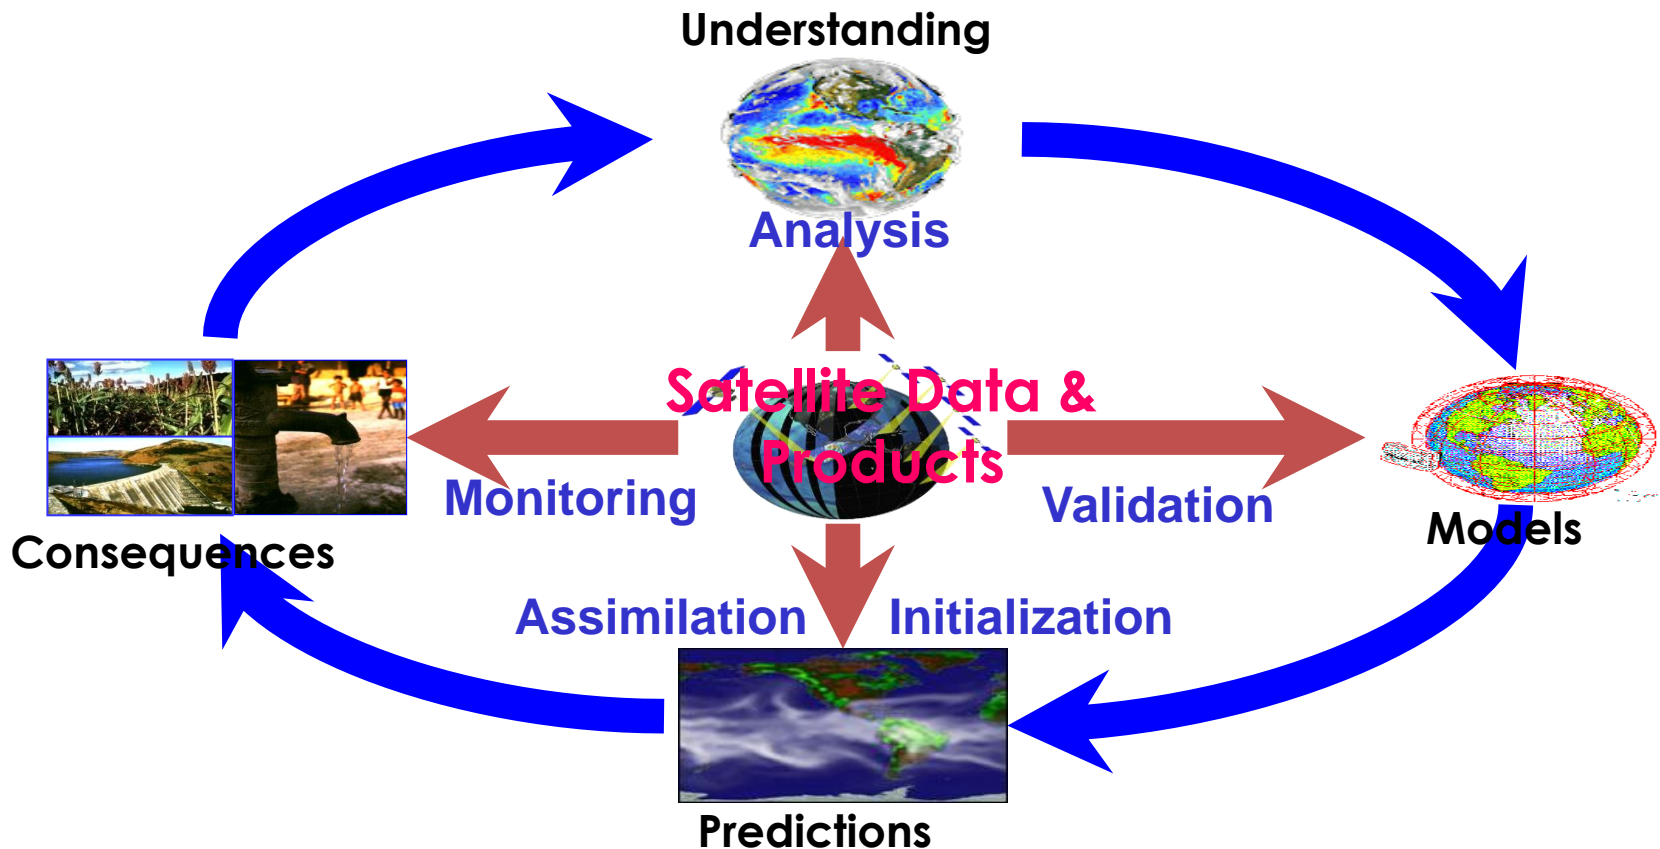 Understanding
Analysis
Satellite Data &
Products
Monitoring
Validation
Models
Consequences
Assimilation
Initialization
Predictions